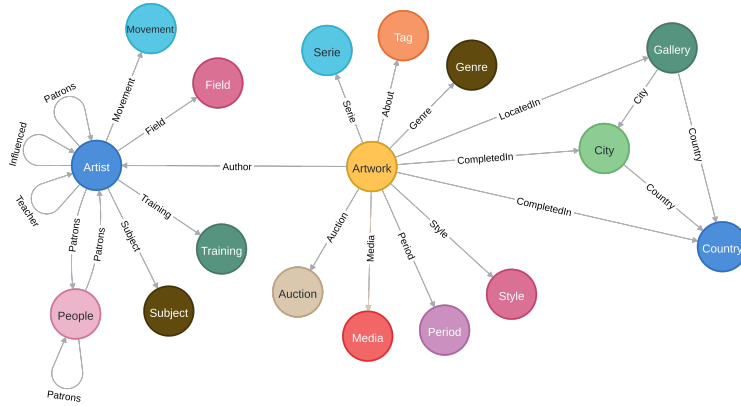 Movement
Serie
Tag
Genre
Gallery
Field
Patrons
Movement
Field
Serie
About
Genre
LocatedIn
City
Country
Influenced
Artist
Author
Artwork
CompletedIn
City
Teacher
Training
Country
CompletedIn
Patrons
Patrons
Subject
Auction
Media
Period
Style
Training
Country
People
Subject
Auction
Media
Period
Style
Patrons